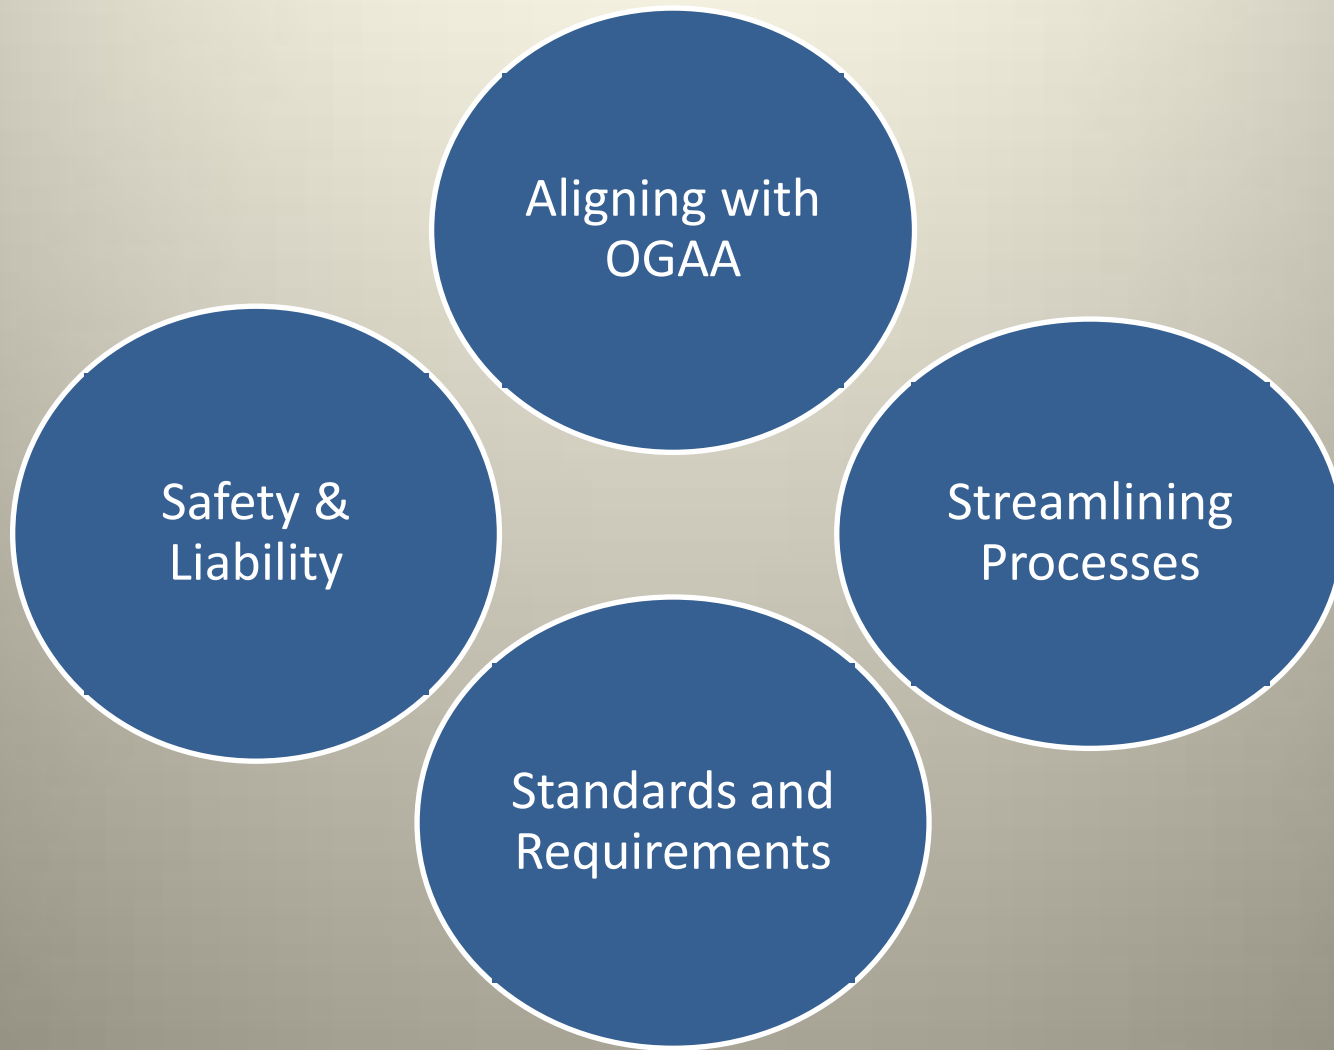 Aligning with
OGAA
Safety &
Liability
Streamlining
Processes
Standards and
Requirements